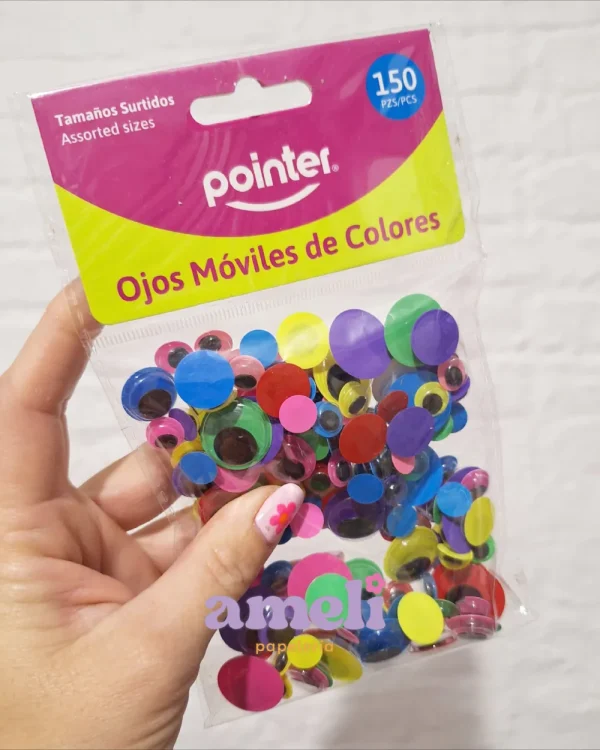 Tamaños Surtidos
Assorted sizes
150
PZS/PCS
pointer®
Ojos Móviles de Colores
ameli
papelería